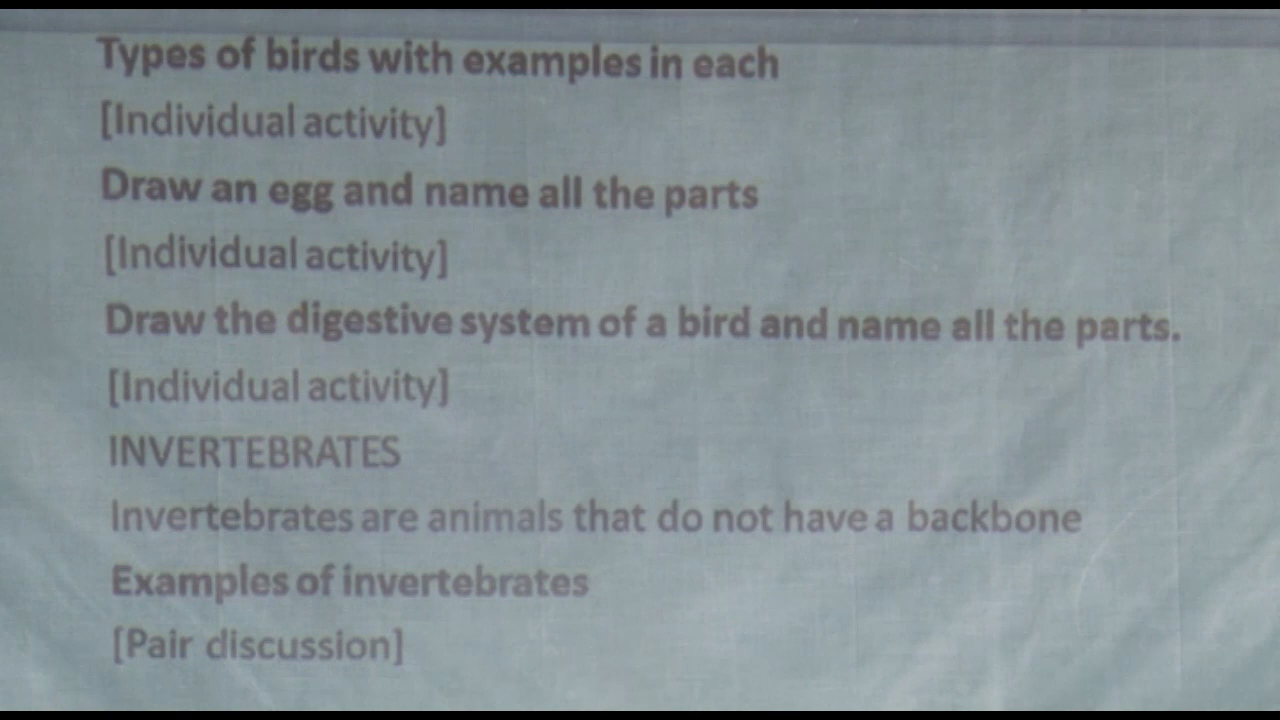 Types of birds with examples in each
[Individual activity]
Draw an egg and name all the parts
[Individual activity]
Draw the digestive system of a bird and name all the parts.
[Individual activity]
INVERTEBRATES
Invertebrates are animals that do not have a backbone
Examples of invertebrates
[Pair discussion]